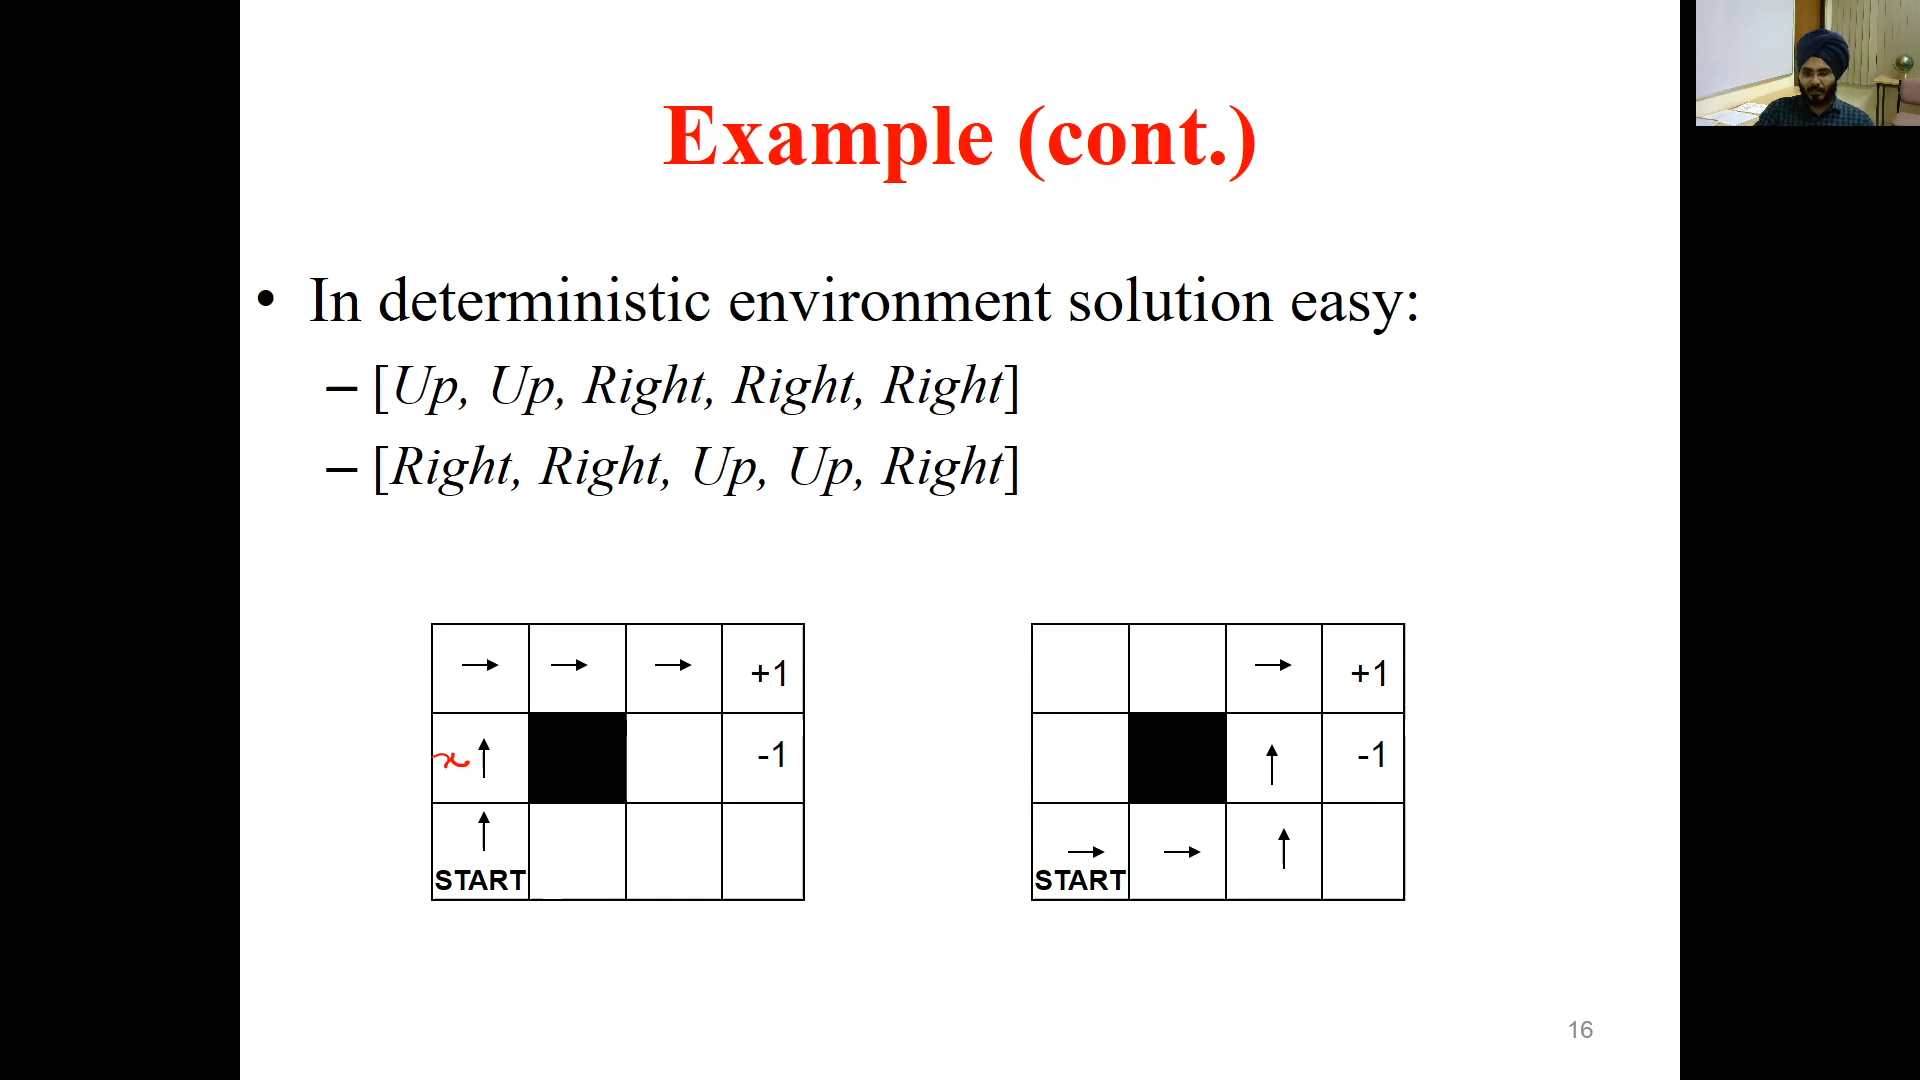 Example (cont.)
• In deterministic environment solution easy:
– [Up, Up, Right, Right, Right]
– [Right, Right, Up, Up, Right]
+1
-1
START
+1
-1
START
16